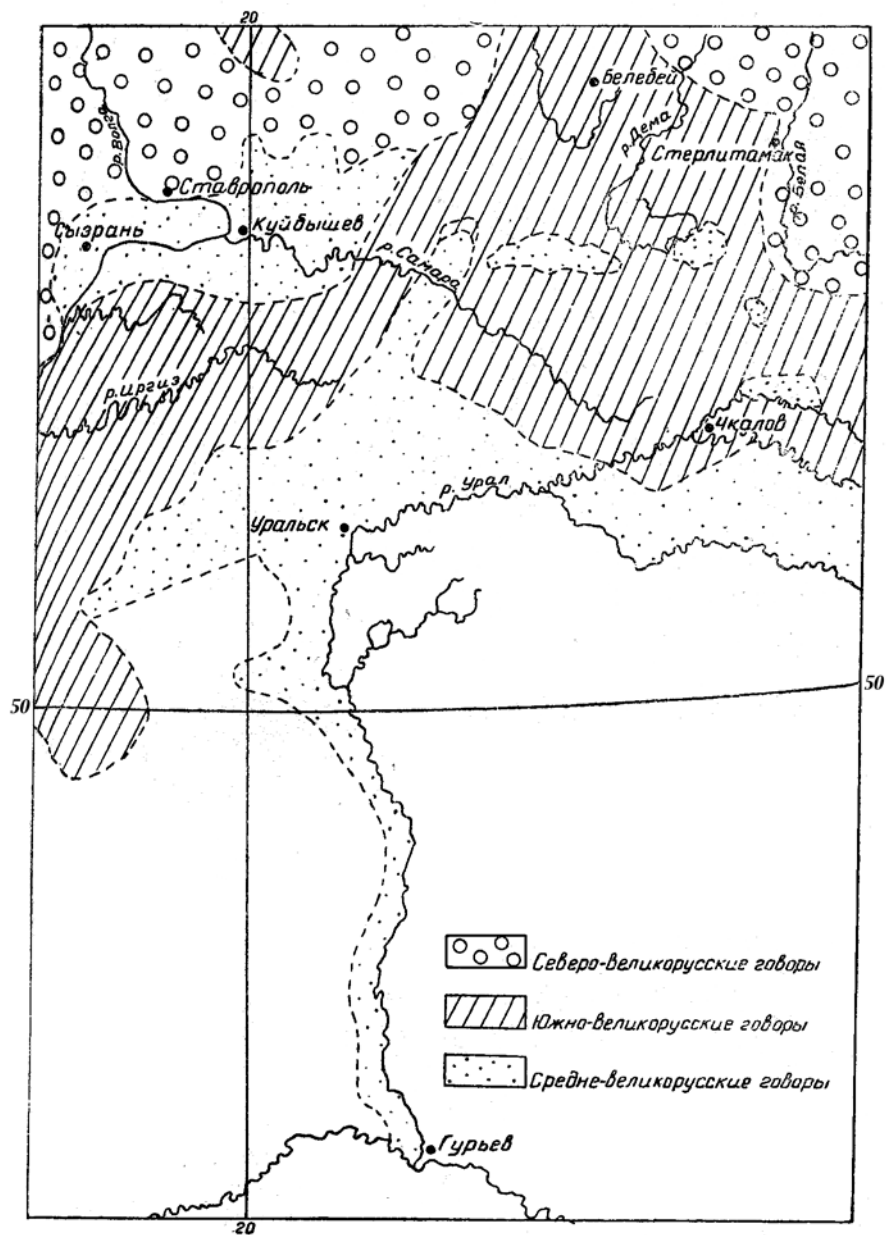 20
Белебей
р. Волга
р. Дема
Стерлитамак
р. Белая
Ставрополь
Сызрань
Куйбышев
р. Самара
р. Иргиз
Чкалов
р. Урал
Уральск
50
50
Северо-великорусские говоры
Южно-великорусские говоры
Средне-великорусские говоры
Гурьев
20